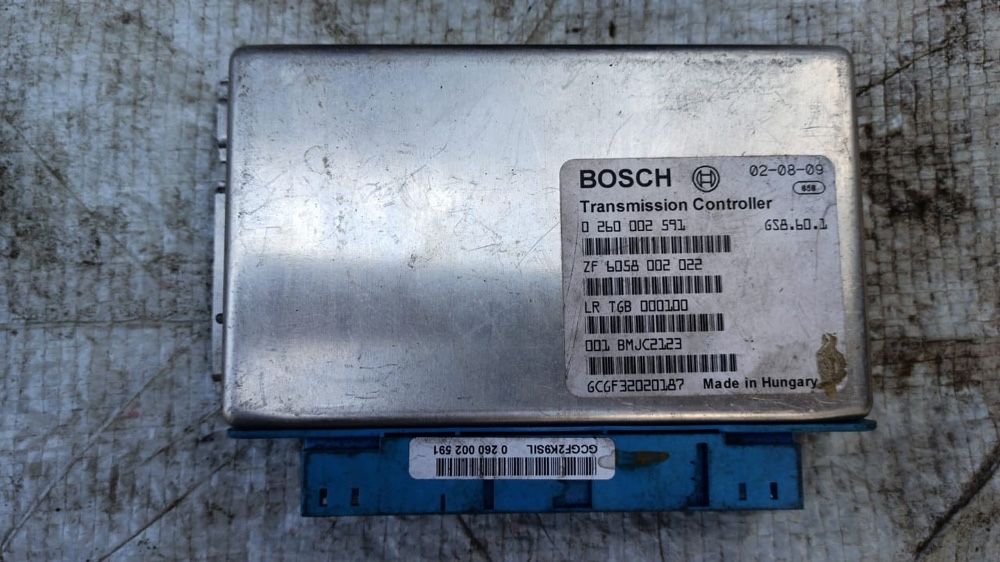 BOSCH 02-08-09
656
Transmission Controller
0 260 002 591 GS8.60.1
ZF 6058 002 022
LR TGB 000100
001 BMJC2123
GCGF32020187 Made in Hungary
GCGF2K9SIL
0 260 002 591